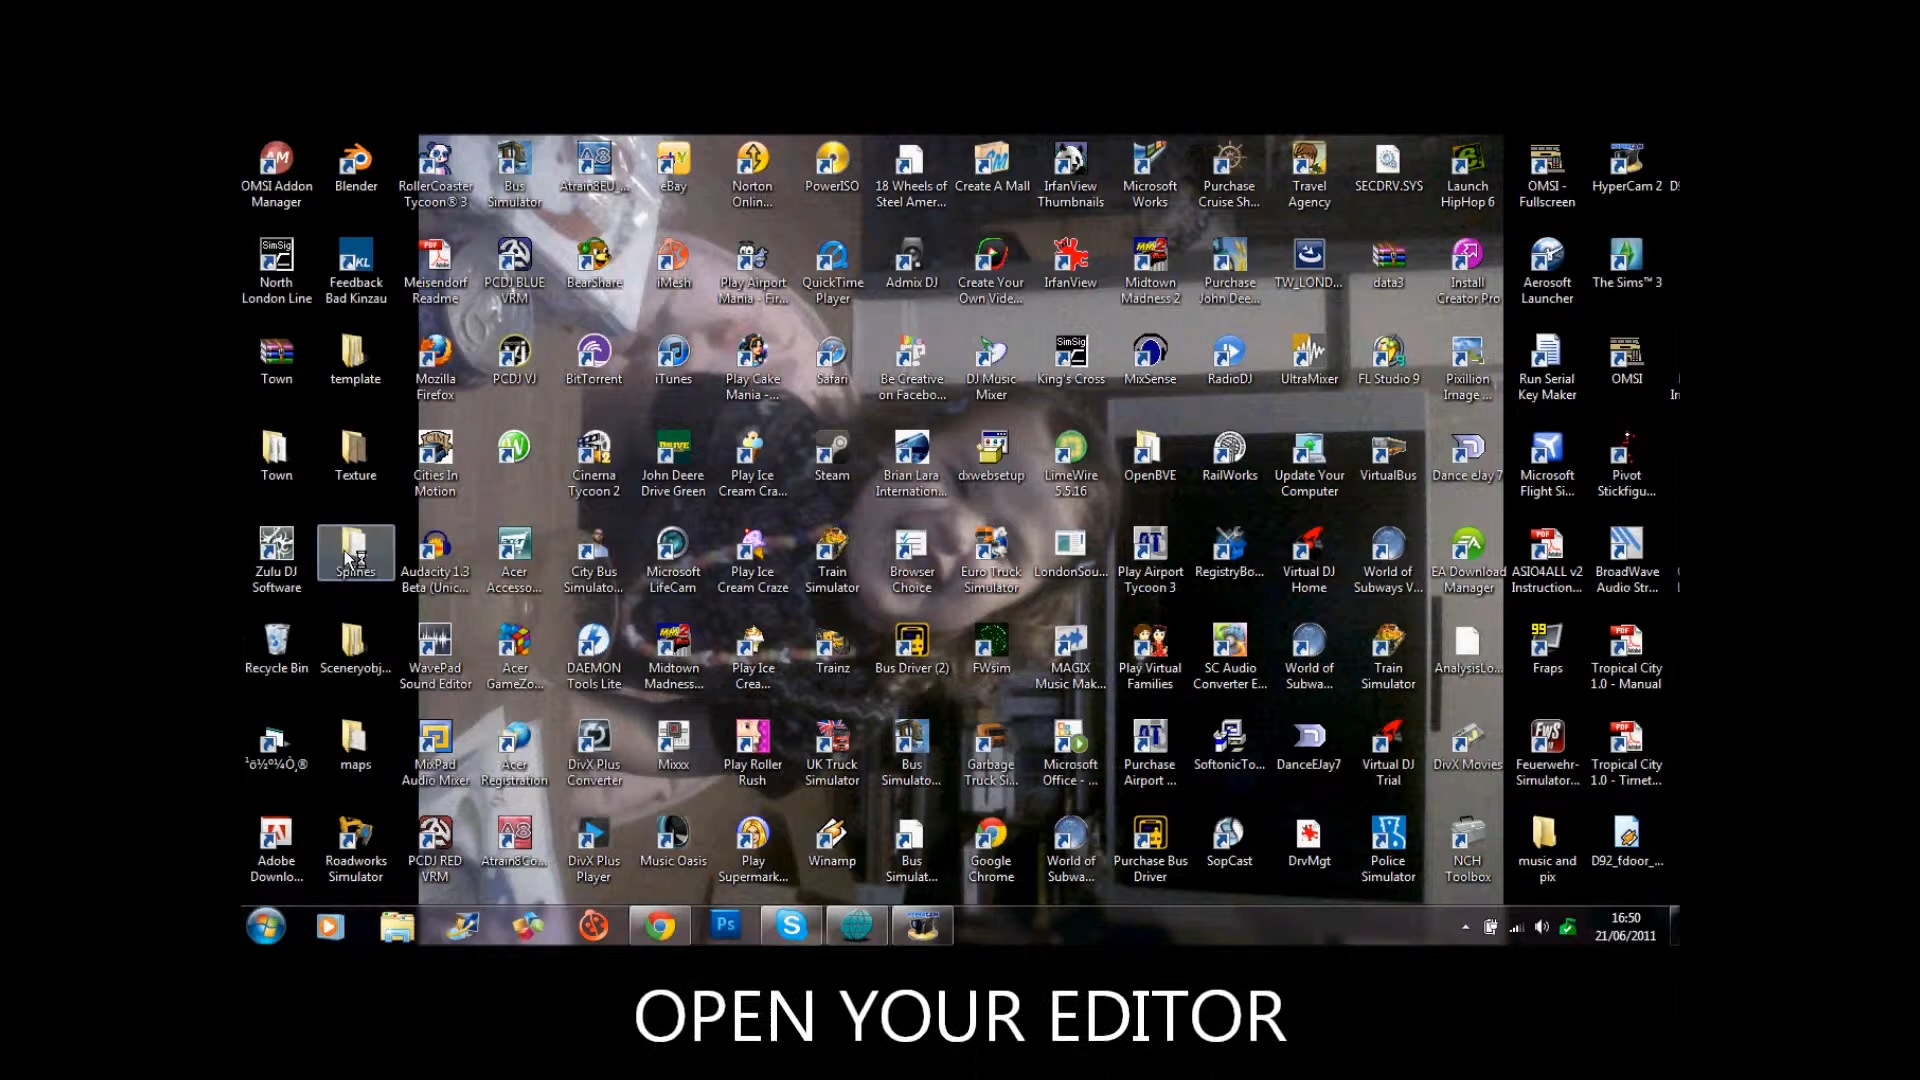 OMSI Addon Manager
Blender
RollerCoaster Tycoon® 3
Bus Simulator
Atrain8EU_...
eBay
Norton Onlin...
PowerISO
18 Wheels of Steel Amer...
Create A Mall
IrfanView Thumbnails
Microsoft Works
Purchase Cruise Sh...
Travel Agency
SECDRV.SYS
Launch HipHop 6
OMSI - Fullscreen
HyperCam 2
North London Line
Feedback Bad Kinzau
Meisendorf Readme
PCDJ BLUE VRM
BearShare
iMesh
Play Airport Mania - Fir...
QuickTime Player
Admix DJ
Create Your Own Vide...
IrfanView
Midtown Madness 2
Purchase John Dee...
TW_LOND...
data3
Install Creator Pro
Aerosoft Launcher
The Sims™ 3
Town
template
Mozilla Firefox
PCDJ VJ
BitTorrent
iTunes
Play Cake Mania - ...
Safari
Be Creative on Facebo...
DJ Music Mixer
King's Cross
MixSense
RadioDJ
UltraMixer
FL Studio 9
Pixillion Image ...
Run Serial Key Maker
OMSI
Town
Texture
Cities In Motion
Cinema Tycoon 2
John Deere Drive Green
Play Ice Cream Cra...
Steam
Brian Lara Internation...
dxwebsetup
LimeWire 5.5.16
OpenBVE
RailWorks
Update Your Computer
VirtualBus
Dance eJay 7
Microsoft Flight Si...
Pivot Stickfigu...
Zulu DJ Software
Splines
Audacity 1.3 Beta (Unic...
Acer Accesso...
City Bus Simulato...
Microsoft LifeCam
Play Ice Cream Craze
Train Simulator
Browser Choice
Euro Truck Simulator
LondonSou...
Play Airport Tycoon 3
RegistryBo...
Virtual DJ Home
World of Subways V...
EA Download Manager
ASIO4ALL v2 Instruction...
BroadWave Audio Str...
Recycle Bin
Sceneryobj...
WavePad Sound Editor
Acer GameZo...
DAEMON Tools Lite
Midtown Madness...
Play Ice Crea...
Trainz
Bus Driver (2)
FWsim
MAGIX Music Mak...
Play Virtual Families
SC Audio Converter E...
World of Subwa...
Train Simulator
AnalysisLo...
Fraps
Tropical City 1.0 - Manual
maps
MixPad Audio Mixer
Acer Registration
DivX Plus Converter
Mixxx
Play Roller Rush
UK Truck Simulator
Bus Simulato...
Garbage Truck Si...
Microsoft Office - ...
Purchase Airport ...
SoftonicTo...
DanceEJay7
Virtual DJ Trial
DivX Movies
Feuerwehr-Simulator...
Tropical City 1.0 - Timet...
Adobe Downlo...
Roadworks Simulator
PCDJ RED VRM
Atrain8Co...
DivX Plus Player
Music Oasis
Play Supermark...
Winamp
Bus Simulat...
Google Chrome
World of Subwa...
Purchase Bus Driver
SopCast
DrvMgt
Police Simulator
NCH Toolbox
music and pix
D92_fdoor_...
16:50
21/06/2011
OPEN YOUR EDITOR